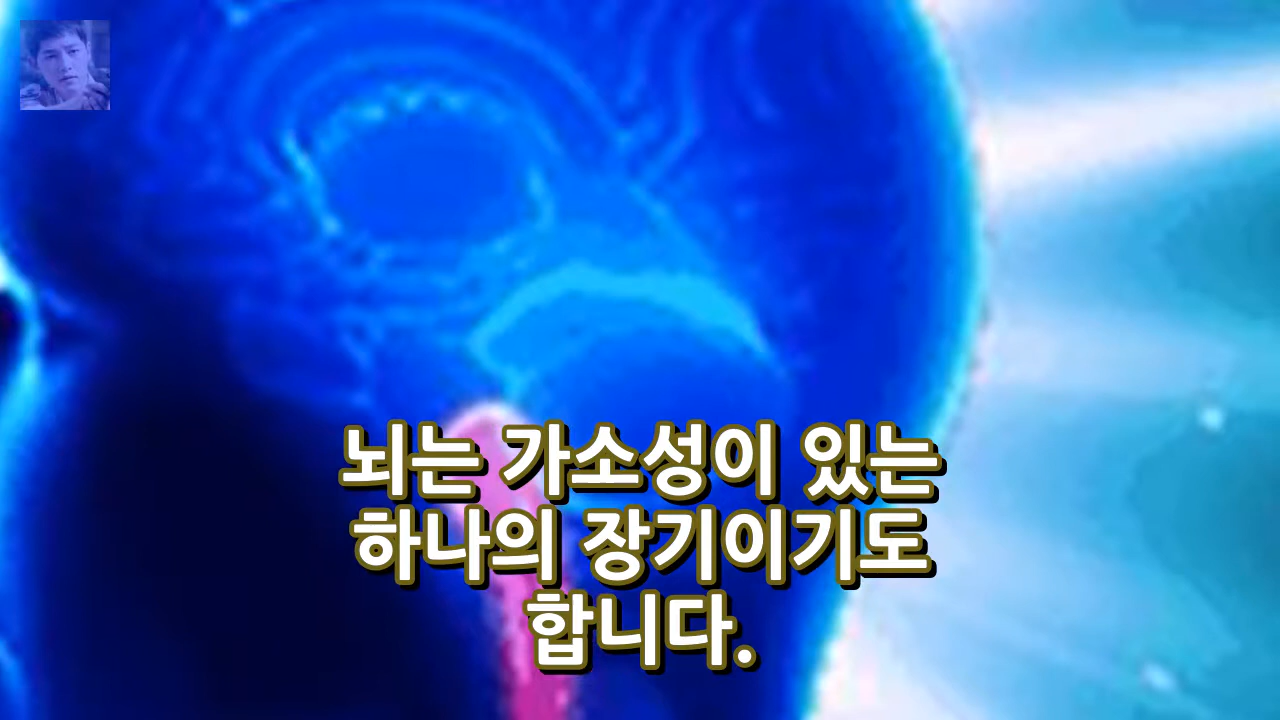 뇌는 가소성이 있는
하나의 장기이기도
합니다.